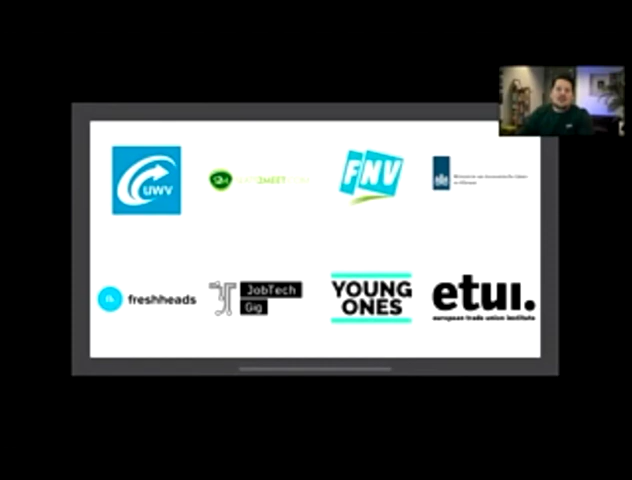 UWV
FNV
freshheads
JobTech
Gig
YOUNG
ONES
etui.
european trade union institute